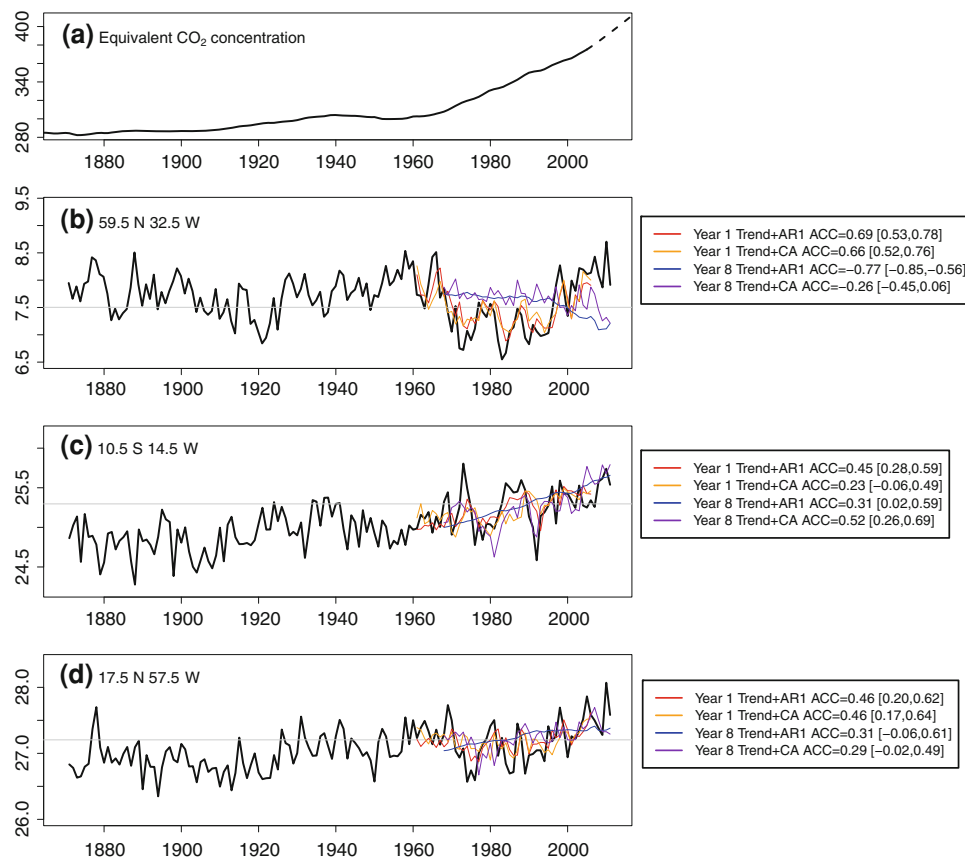 (a) Equivalent CO₂ concentration
400
340
280
1880 1900 1920 1940 1960 1980 2000
(b) 59.5 N 32.5 W
9.5
8.5
7.5
6.5
1880 1900 1920 1940 1960 1980 2000
Year 1 Trend+AR1 ACC=0.69 [0.53,0.78]
Year 1 Trend+CA ACC=0.66 [0.52,0.76]
Year 8 Trend+AR1 ACC=−0.77 [−0.85,−0.56]
Year 8 Trend+CA ACC=−0.26 [−0.45,0.06]
(c) 10.5 S 14.5 W
25.5
24.5
1880 1900 1920 1940 1960 1980 2000
Year 1 Trend+AR1 ACC=0.45 [0.28,0.59]
Year 1 Trend+CA ACC=0.23 [−0.06,0.49]
Year 8 Trend+AR1 ACC=0.31 [0.02,0.59]
Year 8 Trend+CA ACC=0.52 [0.26,0.69]
(d) 17.5 N 57.5 W
28.0
27.0
26.0
1880 1900 1920 1940 1960 1980 2000
Year 1 Trend+AR1 ACC=0.46 [0.20,0.62]
Year 1 Trend+CA ACC=0.46 [0.17,0.64]
Year 8 Trend+AR1 ACC=0.31 [−0.06,0.61]
Year 8 Trend+CA ACC=0.29 [−0.02,0.49]